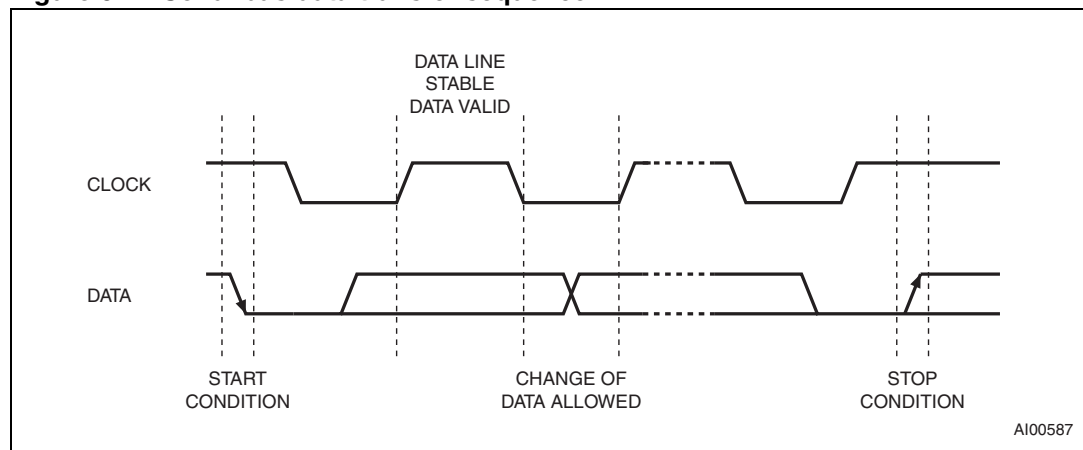 DATA LINE
STABLE
DATA VALID
CLOCK
DATA
START
CONDITION
CHANGE OF
DATA ALLOWED
STOP
CONDITION
AI00587